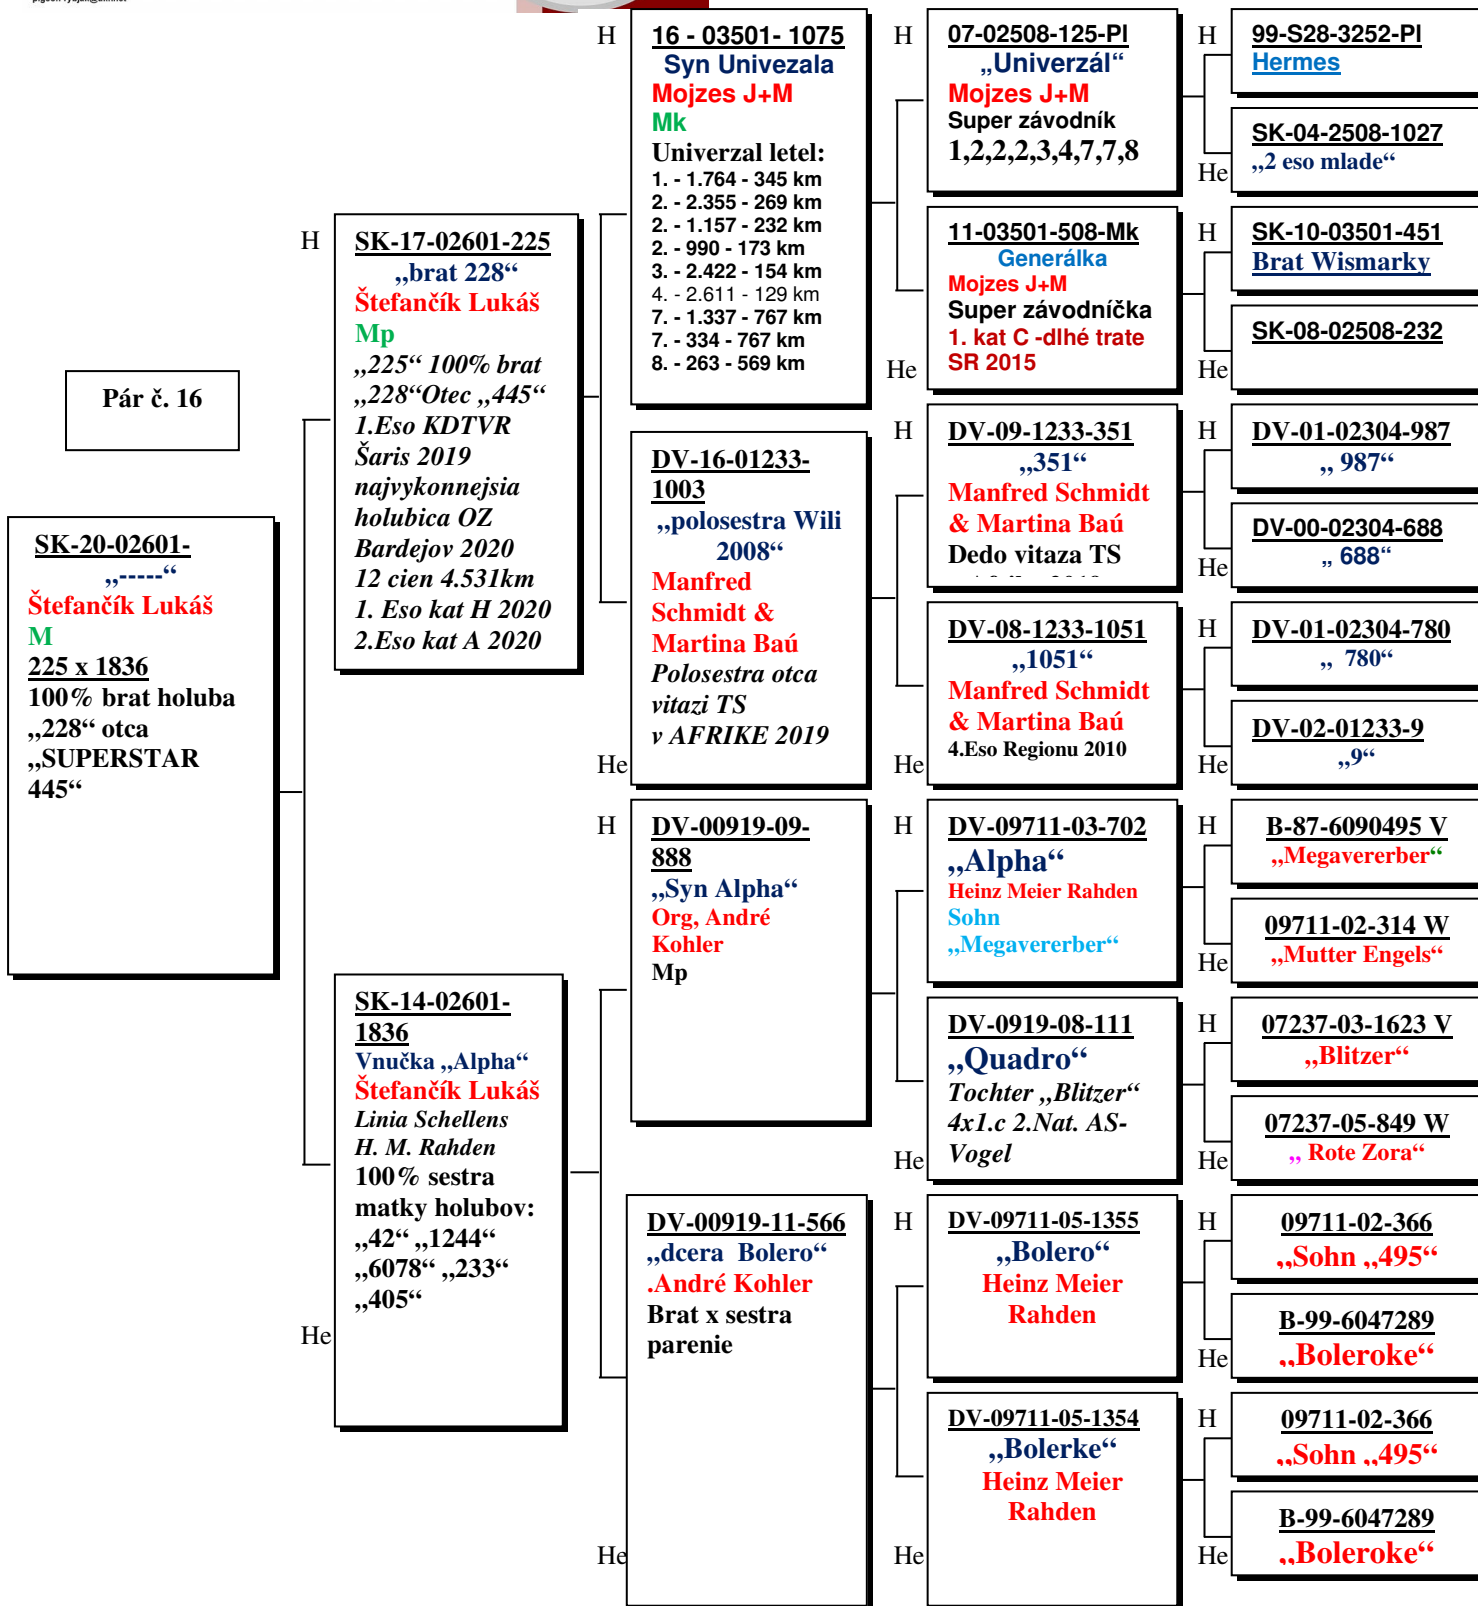 Pár č. 16
SK-20-02601-
„-----“
Štefančík Lukáš
M
225 x 1836
100% brat holuba
„228“ otca
„SUPERSTAR
445“
H
SK-17-02601-225
„brat 228“
Štefančík Lukáš
Mp
„225“ 100% brat
„228“Otec „445“
1.Eso KDTVR
Šaris 2019
najvykonnejsia
holubica OZ
Bardejov 2020
12 cien 4.531km
1. Eso kat H 2020
2.Eso kat A 2020
He
SK-14-02601-
1836
Vnučka „Alpha“
Štefančík Lukáš
Linia Schellens
H. M. Rahden
100% sestra
matky holubov:
„42“ „1244“
„6078“ „233“
„405“
H
16 - 03501- 1075
Syn Univezala
Mojzes J+M
Mk
Univerzal letel:
1. - 1.764 - 345 km
2. - 2.355 - 269 km
2. - 1.157 - 232 km
2. - 990 - 173 km
3. - 2.422 - 154 km
4. - 2.611 - 129 km
7. - 1.337 - 767 km
7. - 334 - 767 km
8. - 263 - 569 km
He
DV-16-01233-
1003
„polosestra Wili
2008“
Manfred
Schmidt &
Martina Baú
Polosestra otca
vitazi TS
v AFRIKE 2019
H
DV-00919-09-
888
„Syn Alpha“
Org, André
Kohler
Mp
He
DV-00919-11-566
„dcera Bolero“
.André Kohler
Brat x sestra
parenie
H
07-02508-125-Pl
„Univerzál“
Mojzes J+M
Super závodník
1,2,2,2,3,4,7,7,8
He
11-03501-508-Mk
Generálka
Mojzes J+M
Super závodníčka
1. kat C -dlhé trate
SR 2015
H
DV-09-1233-351
„351“
Manfred Schmidt
& Martina Baú
Dedo vitaza TS
He
DV-08-1233-1051
„1051“
Manfred Schmidt
& Martina Baú
4.Eso Regionu 2010
H
DV-09711-03-702
„Alpha“
Heinz Meier Rahden
Sohn
„Megavererber“
He
DV-0919-08-111
„Quadro“
Tochter „Blitzer“
4x1.c 2.Nat. AS-
Vogel
H
DV-09711-05-1355
„Bolero“
Heinz Meier
Rahden
He
DV-09711-05-1354
„Bolerke“
Heinz Meier
Rahden
H
99-S28-3252-Pl
Hermes
He
SK-04-2508-1027
„2 eso mlade“
H
SK-10-03501-451
Brat Wismarky
He
SK-08-02508-232
H
DV-01-02304-987
„ 987“
He
DV-00-02304-688
„ 688“
H
DV-01-02304-780
„ 780“
He
DV-02-01233-9
„9“
H
B-87-6090495 V
„Megavererber“
He
09711-02-314 W
„Mutter Engels“
H
07237-03-1623 V
„Blitzer“
He
07237-05-849 W
„ Rote Zora“
H
09711-02-366
„Sohn „495“
He
B-99-6047289
„Boleroke“
H
09711-02-366
„Sohn „495“
He
B-99-6047289
„Boleroke“